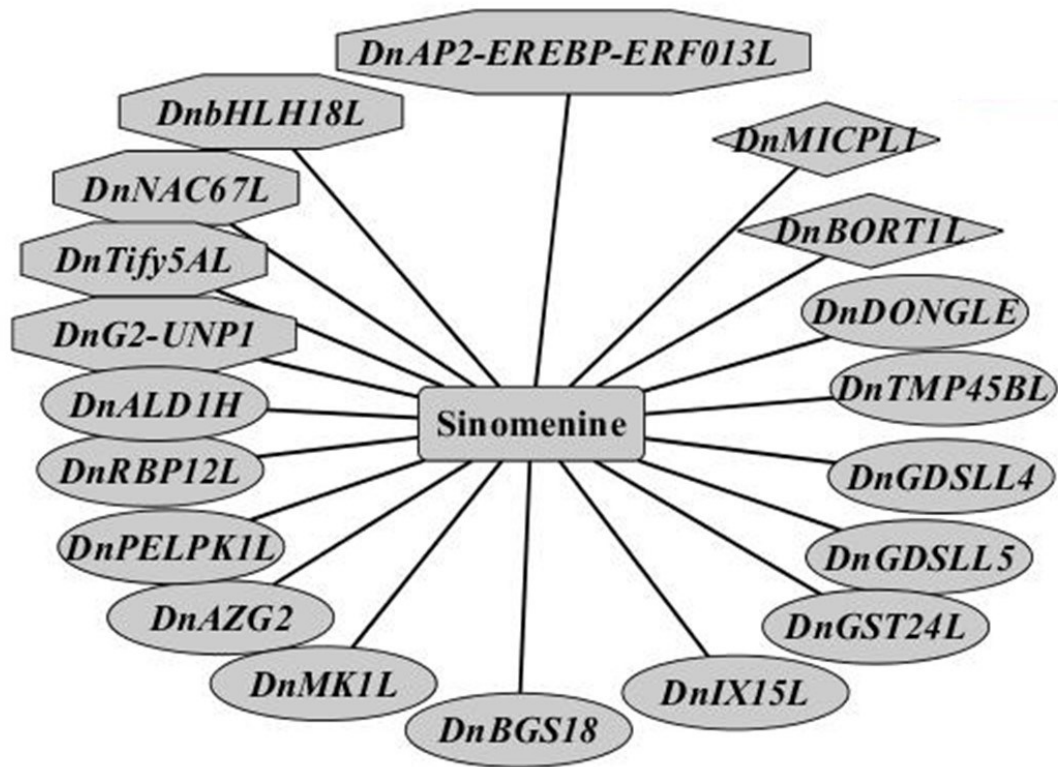 DnAP2-EREBP-ERF013L
DnbHLH18L
DnMICPL1
DnNAC67L
DnBORT1L
DnTify5AL
DnDONGLE
DnG2-UNP1
DnTMP45BL
DnALD1H
Sinomenine
DnRBP12L
DnGDSLL4
DnPELPK1L
DnGDSLL5
DnAZG2
DnGST24L
DnMK1L
DnIX15L
DnBGS18